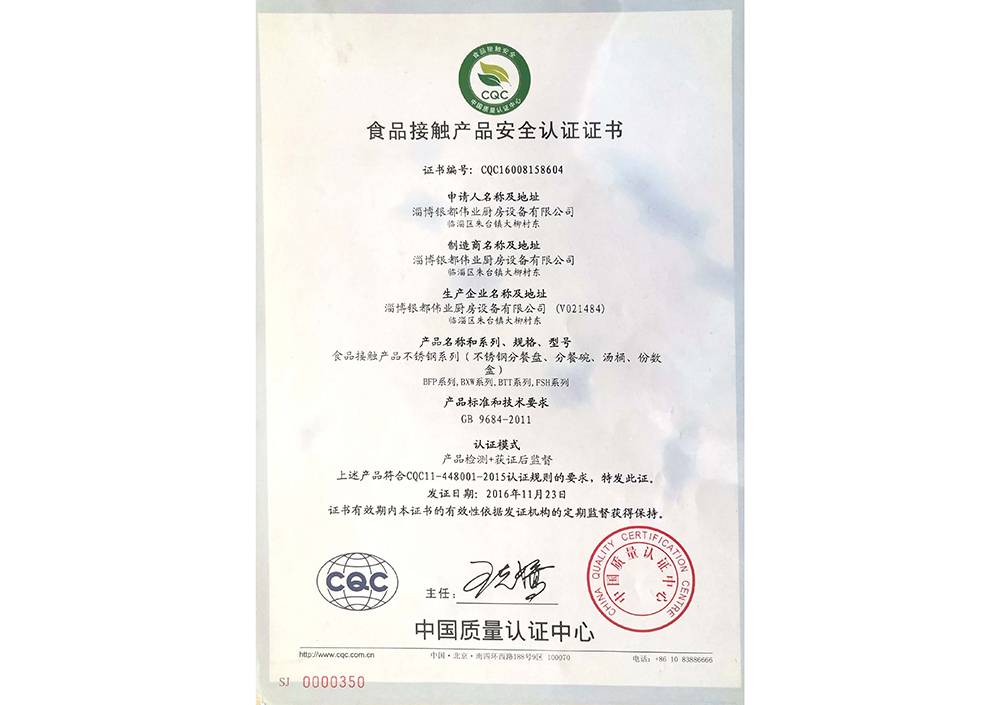 食品接触安全
CQC
中国质量认证中心
食品接触产品安全认证证书
证书编号：CQC16008158604
申请人名称及地址
淄博银都伟业厨房设备有限公司
临淄区朱台镇大柳村东
制造商名称及地址
淄博银都伟业厨房设备有限公司
临淄区朱台镇大柳村东
生产企业名称及地址
淄博银都伟业厨房设备有限公司 (V021484)
临淄区朱台镇大柳村东
产品名称和系列、规格、型号
食品接触产品不锈钢系列（不锈钢分餐盘、分餐碗、汤桶、份数
盒）
BFP系列,BXW系列,BTT系列,FSH系列
产品标准和技术要求
GB 9684-2011
认证模式
产品检测+获证后监督
上述产品符合CQC11-448001-2015认证规则的要求，特发此证。
发证日期：2016年11月23日
证书有效期内本证书的有效性依据发证机构的定期监督获得保持。
CQC
主任：
CHINA QUALITY CERTIFICATION CENTRE
中国质量认证中心
中国质量认证中心
http://www.cqc.com.cn
中国·北京·南四环西路188号9区 100070
电话：+86 10 83886666
SJ 0000350